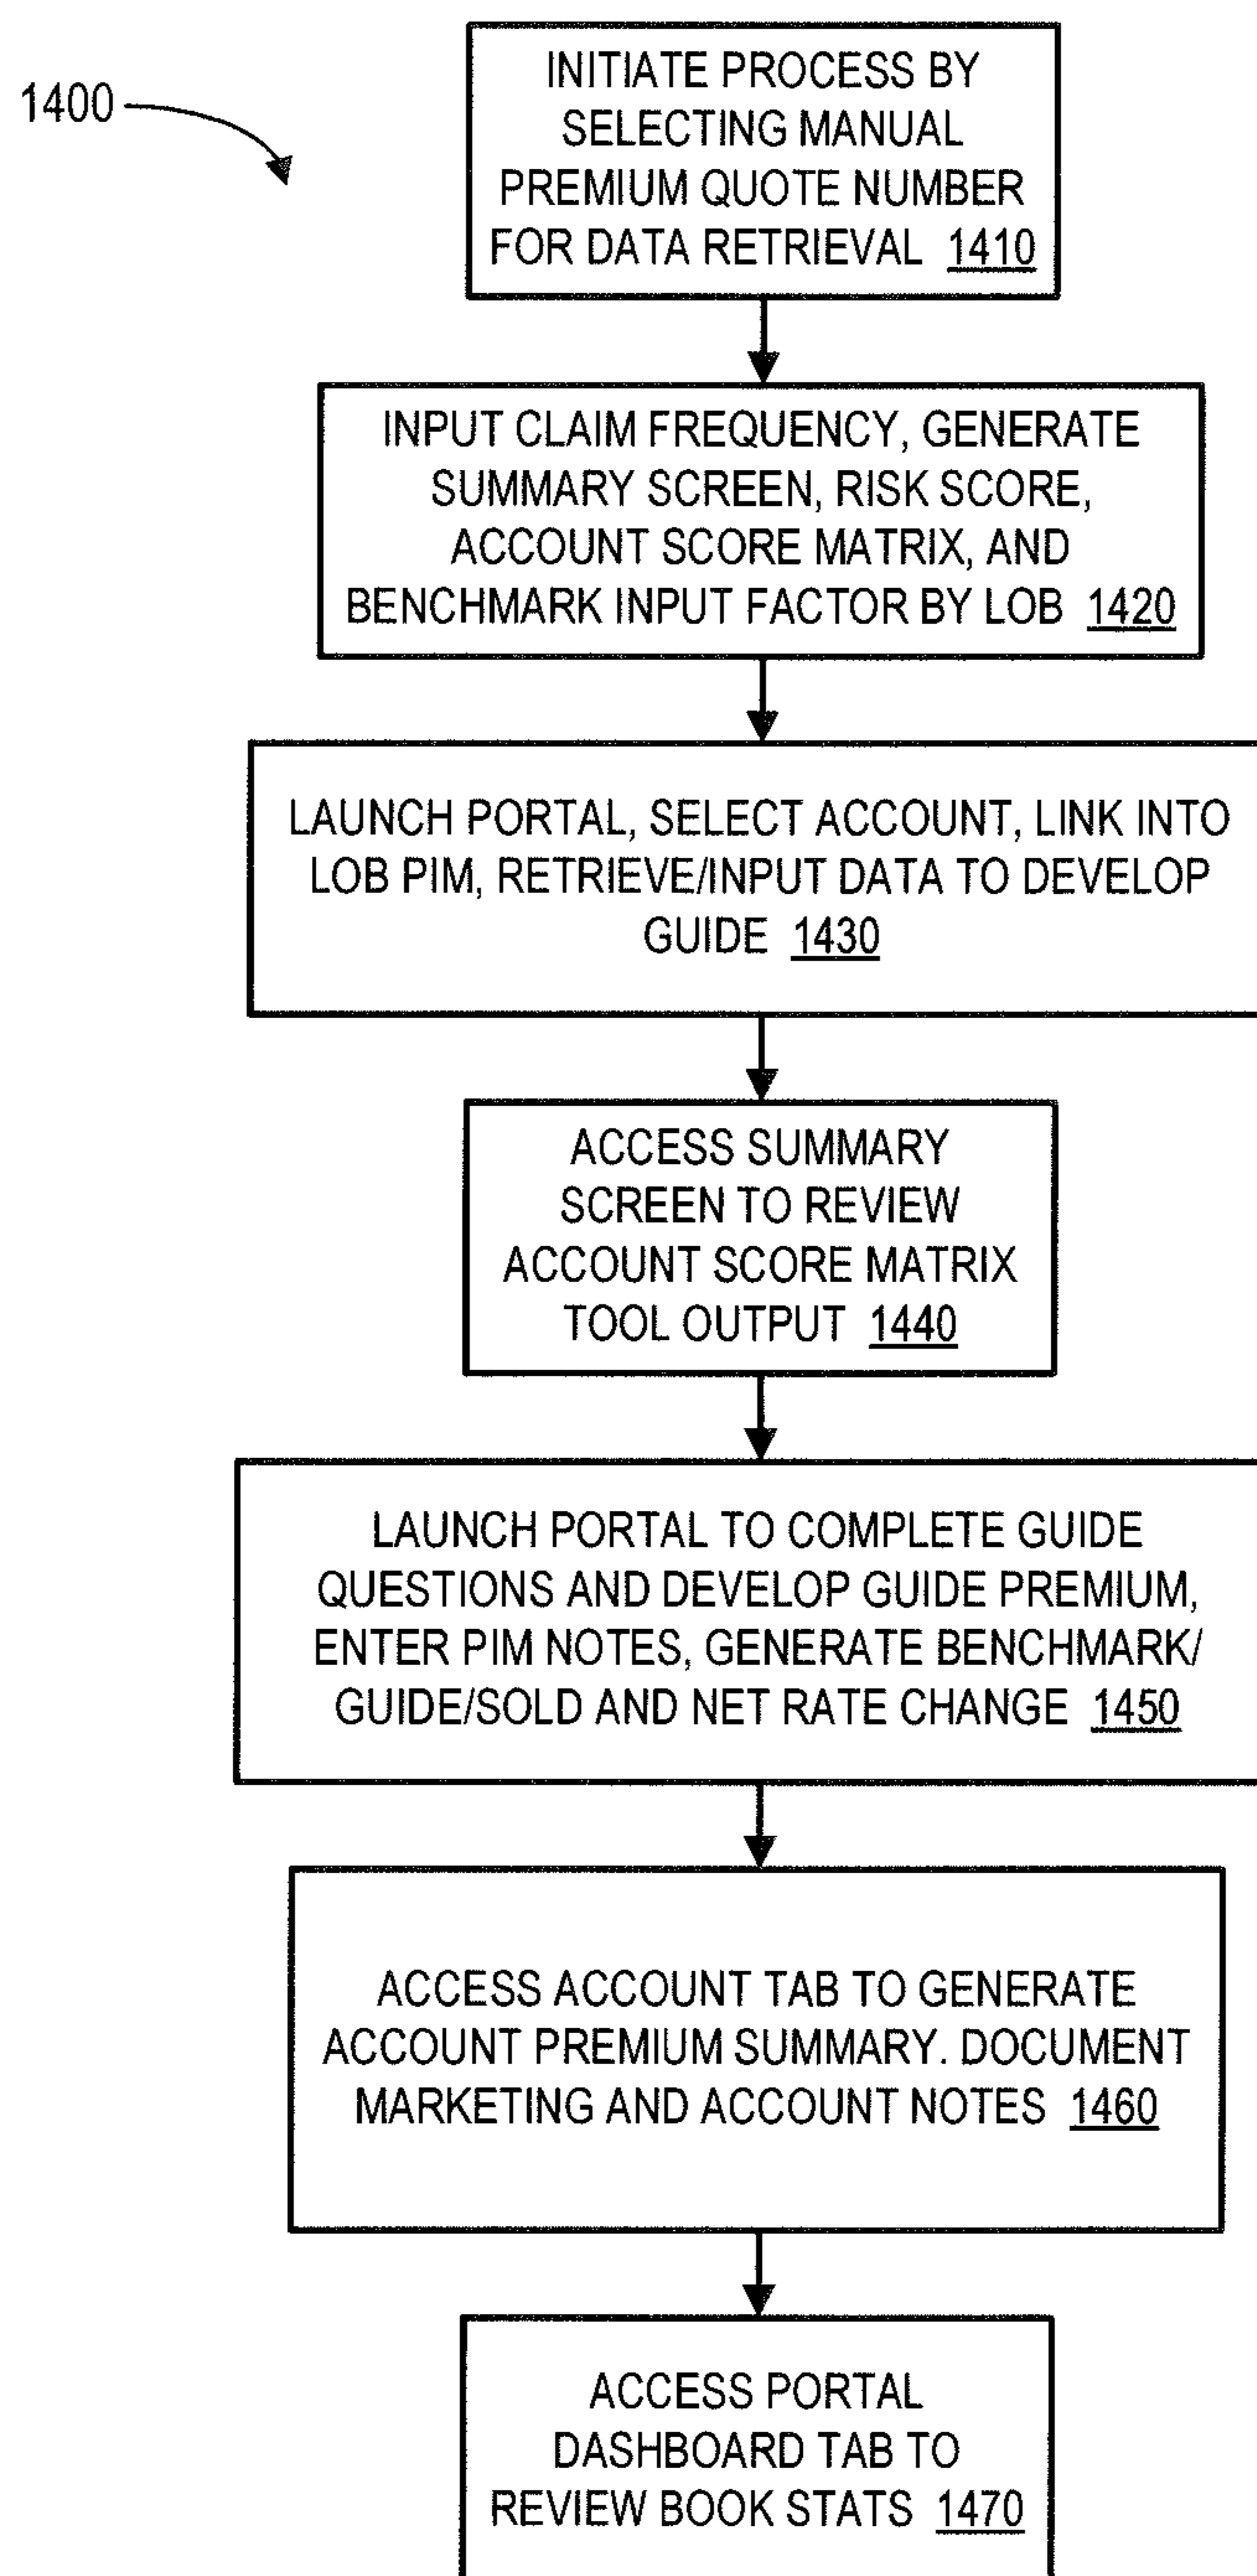 1400
INITIATE PROCESS BY
SELECTING MANUAL
PREMIUM QUOTE NUMBER
FOR DATA RETRIEVAL 1410
INPUT CLAIM FREQUENCY, GENERATE
SUMMARY SCREEN, RISK SCORE,
ACCOUNT SCORE MATRIX, AND
BENCHMARK INPUT FACTOR BY LOB 1420
LAUNCH PORTAL, SELECT ACCOUNT, LINK INTO
LOB PIM, RETRIEVE/INPUT DATA TO DEVELOP
GUIDE 1430
ACCESS SUMMARY
SCREEN TO REVIEW
ACCOUNT SCORE MATRIX
TOOL OUTPUT 1440
LAUNCH PORTAL TO COMPLETE GUIDE
QUESTIONS AND DEVELOP GUIDE PREMIUM,
ENTER PIM NOTES, GENERATE BENCHMARK/
GUIDE/SOLD AND NET RATE CHANGE 1450
ACCESS ACCOUNT TAB TO GENERATE
ACCOUNT PREMIUM SUMMARY. DOCUMENT
MARKETING AND ACCOUNT NOTES 1460
ACCESS PORTAL
DASHBOARD TAB TO
REVIEW BOOK STATS 1470